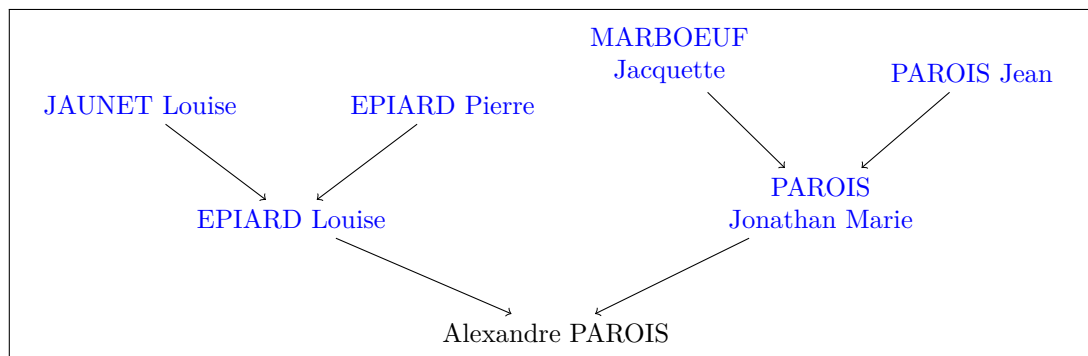 MARBOEUF
Jacquette
PAROIS Jean
JAUNET Louise
EPIARD Pierre
PAROIS
Jonathan Marie
EPIARD Louise
Alexandre PAROIS